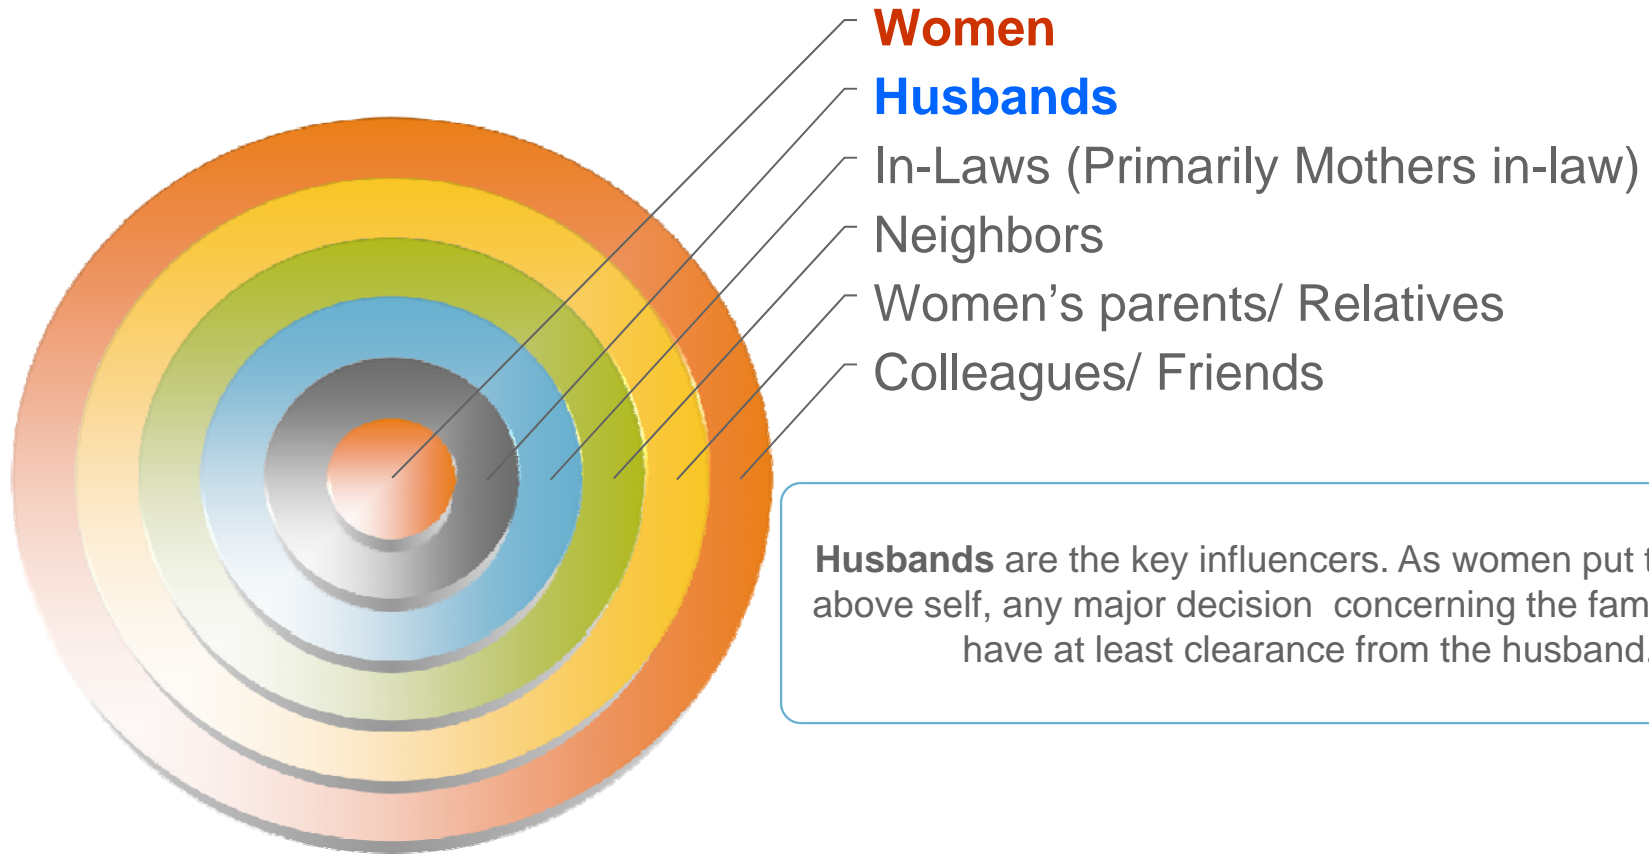 Women
Husbands
In-Laws (Primarily Mothers in-law)
Neighbors
Women’s parents/ Relatives
Colleagues/ Friends
Husbands are the key influencers. As women put
above self, any major decision concerning the
have at least clearance from the husband.